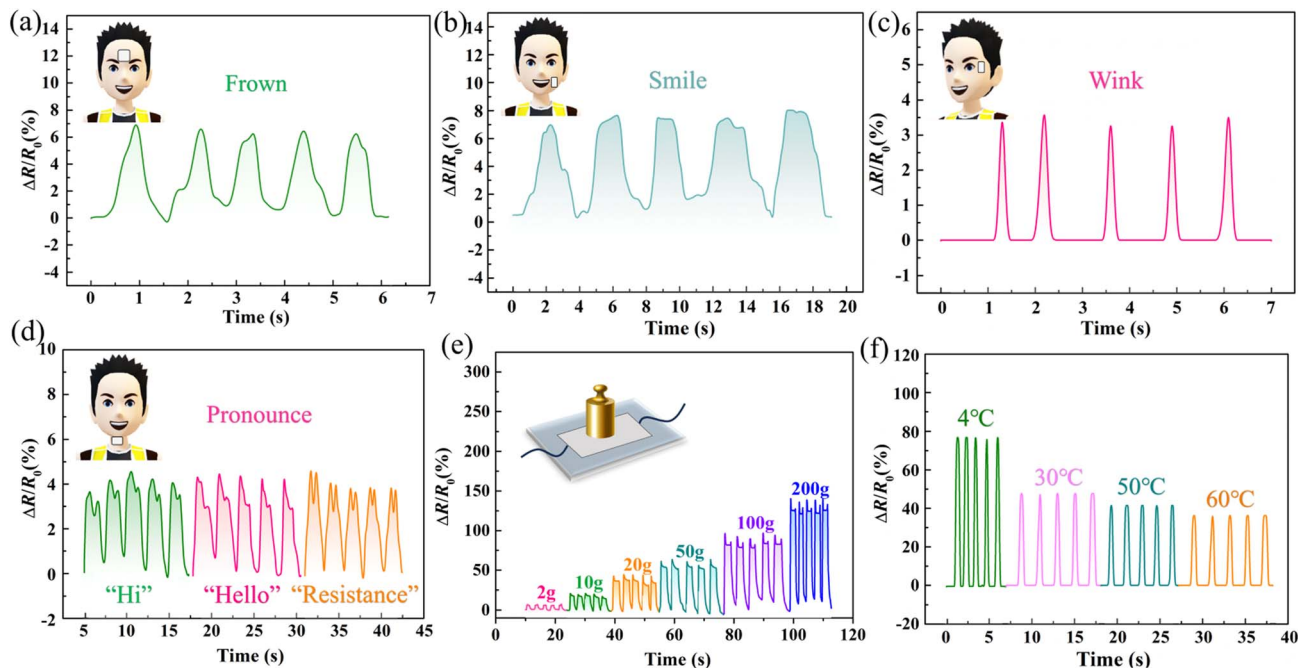 (a)
14
12
10
8
6
4
2
0
-2
-4
ΔR/R₀(%)
Frown
0 1 2 3 4 5 6 7
Time (s)
(b)
14
12
10
8
6
4
2
0
-2
-4
ΔR/R₀(%)
Smile
0 2 4 6 8 10 12 14 16 18 20
Time (s)
(c)
6
5
4
3
2
1
0
-1
ΔR/R₀(%)
Wink
0 1 2 3 4 5 6 7
Time (s)
(d)
10
8
6
4
2
0
-2
ΔR/R₀(%)
Pronounce
“Hi” “Hello” “Resistance”
5 10 15 20 25 30 35 40 45
Time (s)
(e)
300
250
200
150
100
50
0
ΔR/R₀(%)
2g 10g 20g 50g 100g 200g
0 20 40 60 80 100 120
Time (s)
(f)
120
100
80
60
40
20
0
-20
ΔR/R₀(%)
4℃
30℃ 50℃ 60℃
0 5 10 15 20 25 30 35 40
Time (s)